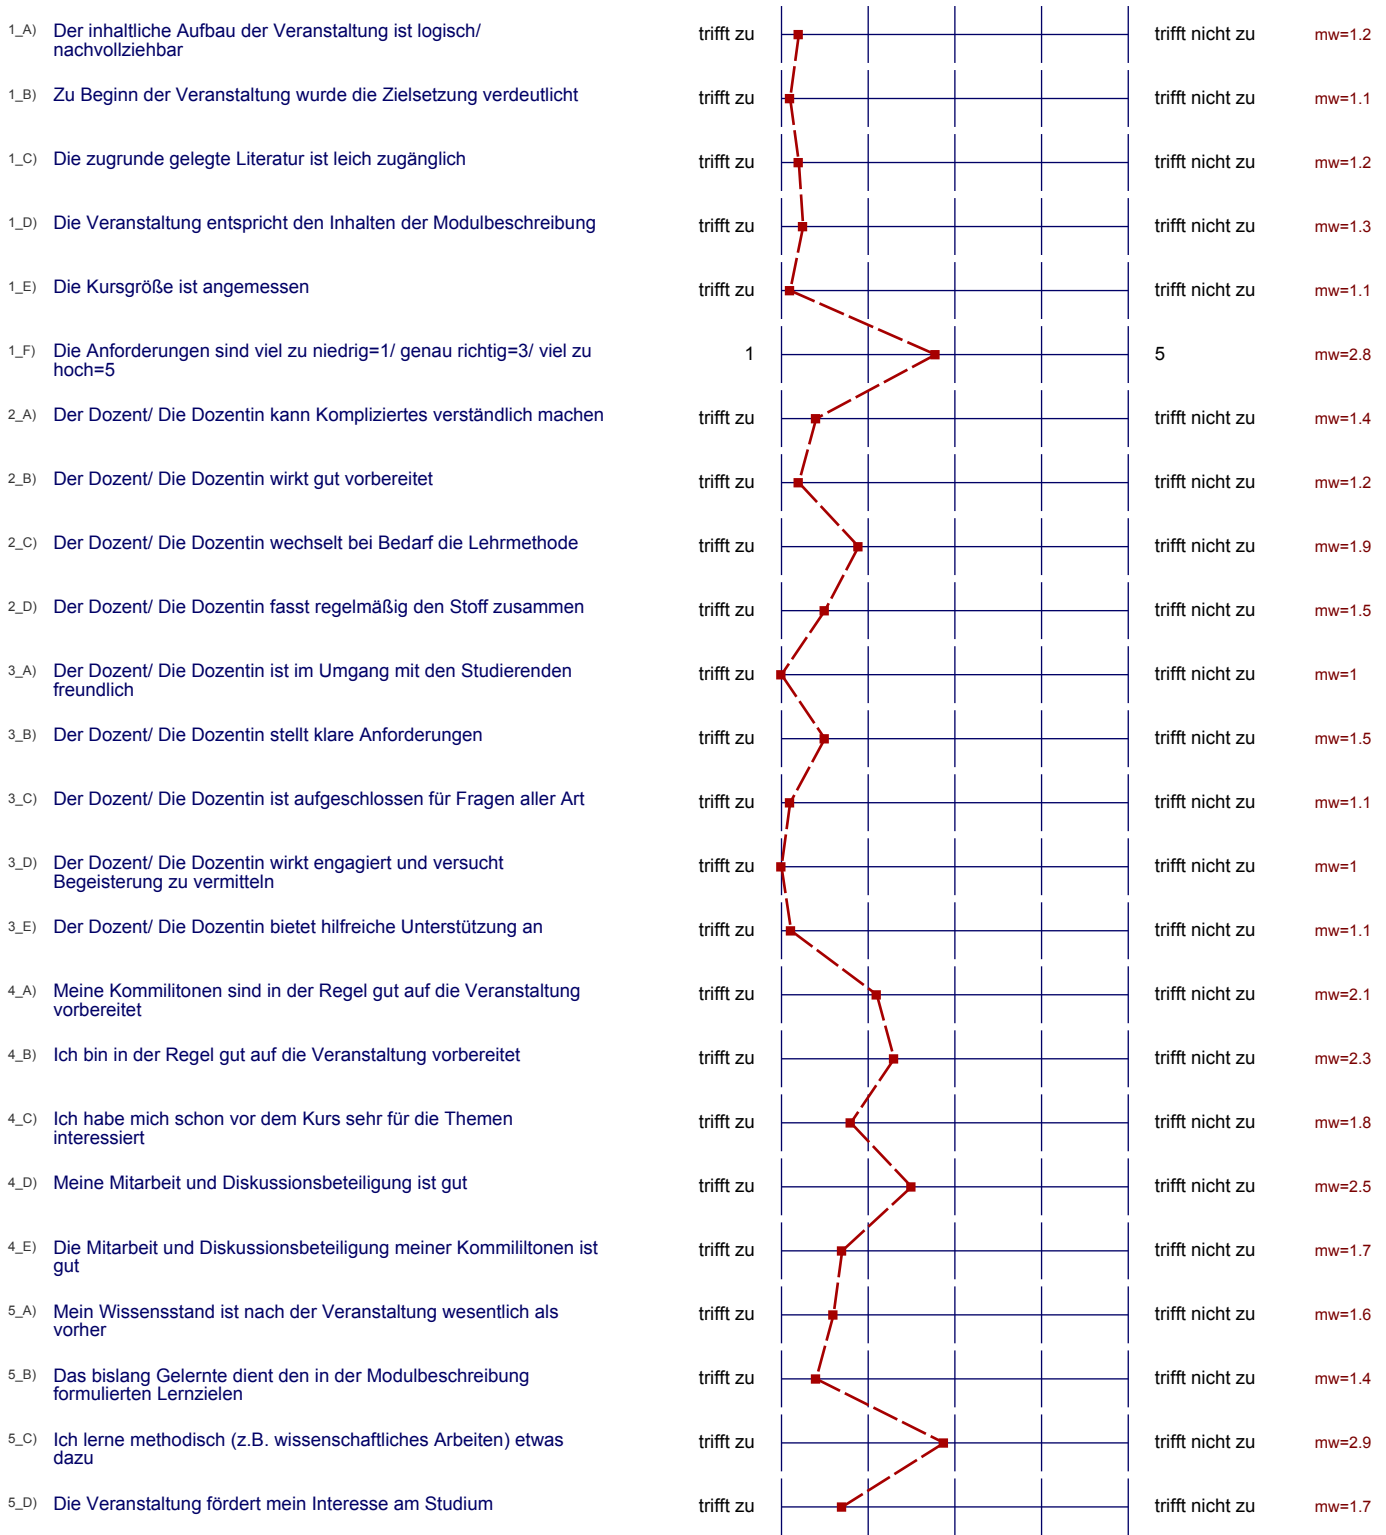 1_A) Der inhaltliche Aufbau der Veranstaltung ist logisch/ trifft zu trifft nicht zu mw=1.2
nachvollziehbar
1_B) Zu Beginn der Veranstaltung wurde die Zielsetzung verdeutlicht trifft zu trifft nicht zu mw=1.1
1_C) Die zugrunde gelegte Literatur ist leich zugänglich trifft zu trifft nicht zu mw=1.2
1_D) Die Veranstaltung entspricht den Inhalten der Modulbeschreibung trifft zu trifft nicht zu mw=1.3
1_E) Die Kursgröße ist angemessen trifft zu trifft nicht zu mw=1.1
1_F) Die Anforderungen sind viel zu niedrig=1/ genau richtig=3/ viel zu 1 5 mw=2.8
hoch=5
2_A) Der Dozent/ Die Dozentin kann Kompliziertes verständlich machen trifft zu trifft nicht zu mw=1.4
2_B) Der Dozent/ Die Dozentin wirkt gut vorbereitet trifft zu trifft nicht zu mw=1.2
2_C) Der Dozent/ Die Dozentin wechselt bei Bedarf die Lehrmethode trifft zu trifft nicht zu mw=1.9
2_D) Der Dozent/ Die Dozentin fasst regelmäßig den Stoff zusammen trifft zu trifft nicht zu mw=1.5
3_A) Der Dozent/ Die Dozentin ist im Umgang mit den Studierenden trifft zu trifft nicht zu mw=1
freundlich
3_B) Der Dozent/ Die Dozentin stellt klare Anforderungen trifft zu trifft nicht zu mw=1.5
3_C) Der Dozent/ Die Dozentin ist aufgeschlossen für Fragen aller Art trifft zu trifft nicht zu mw=1.1
3_D) Der Dozent/ Die Dozentin wirkt engagiert und versucht trifft zu trifft nicht zu mw=1
Begeisterung zu vermitteln
3_E) Der Dozent/ Die Dozentin bietet hilfreiche Unterstützung an trifft zu trifft nicht zu mw=1.1
4_A) Meine Kommilitonen sind in der Regel gut auf die Veranstaltung trifft zu trifft nicht zu mw=2.1
vorbereitet
4_B) Ich bin in der Regel gut auf die Veranstaltung vorbereitet trifft zu trifft nicht zu mw=2.3
4_C) Ich habe mich schon vor dem Kurs sehr für die Themen trifft zu trifft nicht zu mw=1.8
interessiert
4_D) Meine Mitarbeit und Diskussionsbeteiligung ist gut trifft zu trifft nicht zu mw=2.5
4_E) Die Mitarbeit und Diskussionsbeteiligung meiner Kommililtonen ist trifft zu trifft nicht zu mw=1.7
gut
5_A) Mein Wissensstand ist nach der Veranstaltung wesentlich als trifft zu trifft nicht zu mw=1.6
vorher
5_B) Das bislang Gelernte dient den in der Modulbeschreibung trifft zu trifft nicht zu mw=1.4
formulierten Lernzielen
5_C) Ich lerne methodisch (z.B. wissenschaftliches Arbeiten) etwas trifft zu trifft nicht zu mw=2.9
dazu
5_D) Die Veranstaltung fördert mein Interesse am Studium trifft zu trifft nicht zu mw=1.7